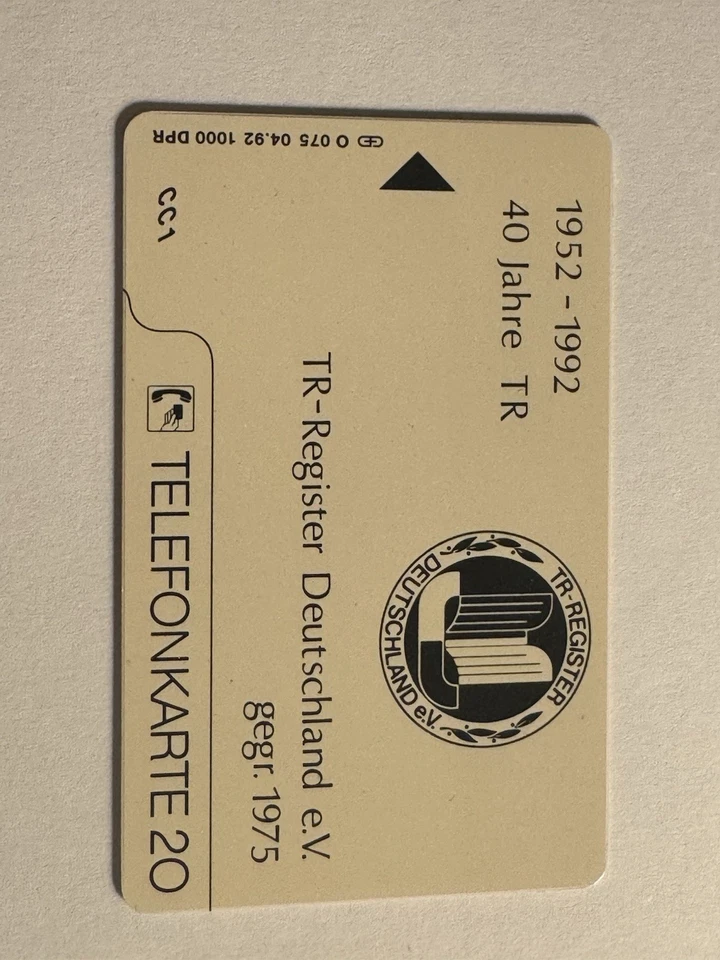 1952 - 1992
40 Jahre TR
TR-REGISTER
DEUTSCHLAND e.V.
TR-Register Deutschland e.V.
gegr. 1975
TELEFONKARTE 20
CC1
GD O 075 04.92 1000 DPR